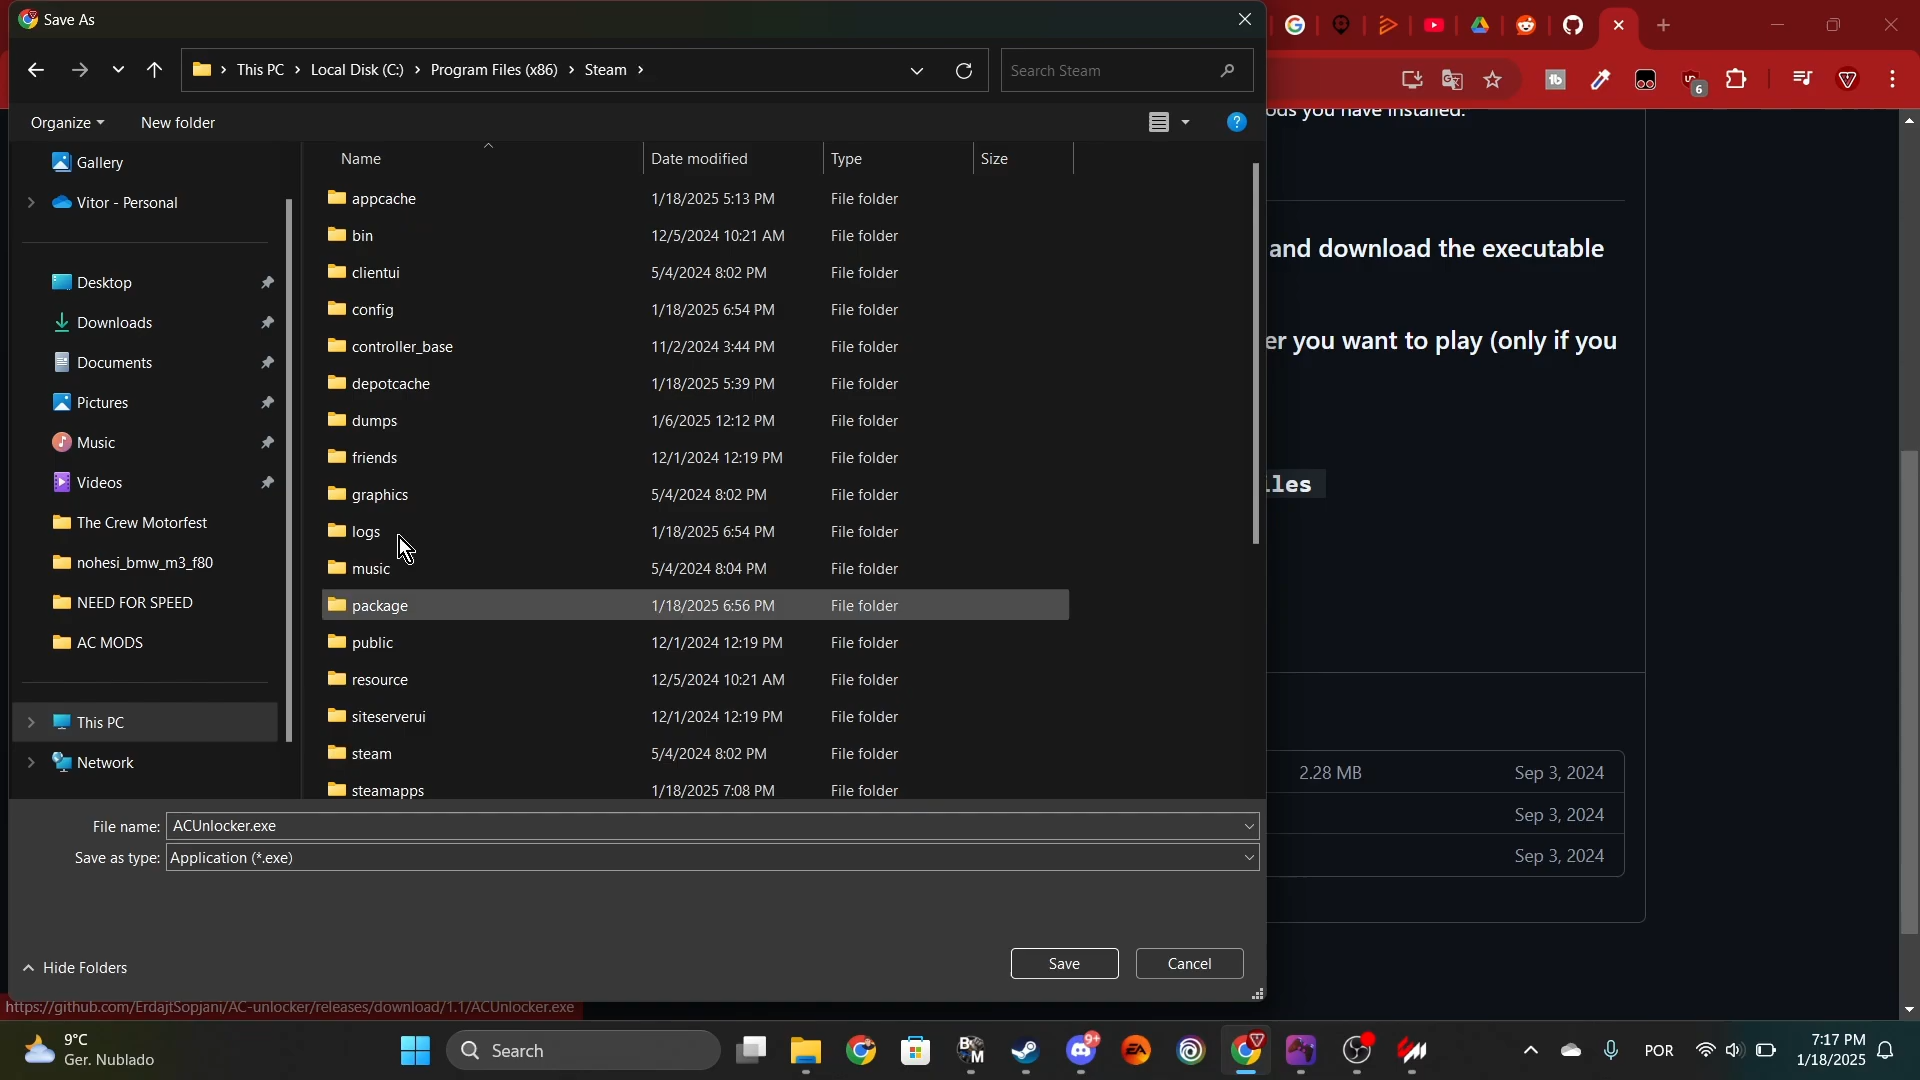 Save As
This PC > Local Disk (C:) > Program Files (x86) > Steam >
Search Steam
6
Organize
New folder
?
Name
Date modified
Type
Size
Gallery
Vitor - Personal
Desktop
Downloads
Documents
Pictures
Music
Videos
The Crew Motorfest
nohesi_bmw_m3_f80
NEED FOR SPEED
AC MODS
This PC
Network
appcache 1/18/2025 5:13 PM File folder
bin 12/5/2024 10:21 AM File folder
clientui 5/4/2024 8:02 PM File folder
config 1/18/2025 6:54 PM File folder
controller_base 11/2/2024 3:44 PM File folder
depotcache 1/18/2025 5:39 PM File folder
dumps 1/6/2025 12:12 PM File folder
friends 12/1/2024 12:19 PM File folder
graphics 5/4/2024 8:02 PM File folder
logs 1/18/2025 6:54 PM File folder
music 5/4/2024 8:04 PM File folder
package 1/18/2025 6:56 PM File folder
public 12/1/2024 12:19 PM File folder
resource 12/5/2024 10:21 AM File folder
siteserverui 12/1/2024 12:19 PM File folder
steam 5/4/2024 8:02 PM File folder
steamapps 1/18/2025 7:08 PM File folder
you have installed.
and download the executable
er you want to play (only if you
iles
2.28 MB Sep 3, 2024
Sep 3, 2024
Sep 3, 2024
File name: ACUnlocker.exe
Save as type: Application (*.exe)
Hide Folders
Save
Cancel
https://github.com/ErdajtSopjani/AC-unlocker/releases/download/1.1/ACUnlocker.exe
9°C
Ger. Nublado
Search
9+
EA
POR
7:17 PM
1/18/2025